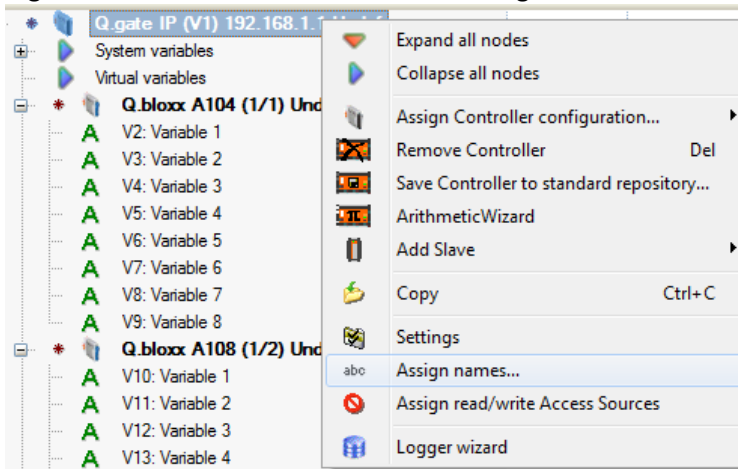 Q.gate IP (V1) 192.168.1.1
System variables
Virtual variables
Q.bloxx A104 (1/1) Und
V2: Variable 1
V3: Variable 2
V4: Variable 3
V5: Variable 4
V6: Variable 5
V7: Variable 6
V8: Variable 7
V9: Variable 8
Q.bloxx A108 (1/2) Und
V10: Variable 1
V11: Variable 2
V12: Variable 3
V13: Variable 4
Expand all nodes
Collapse all nodes
Assign Controller configuration...
Remove Controller Del
Save Controller to standard repository...
ArithmeticWizard
Add Slave
Copy Ctrl+C
Settings
abc Assign names...
Assign read/write Access Sources
Logger wizard